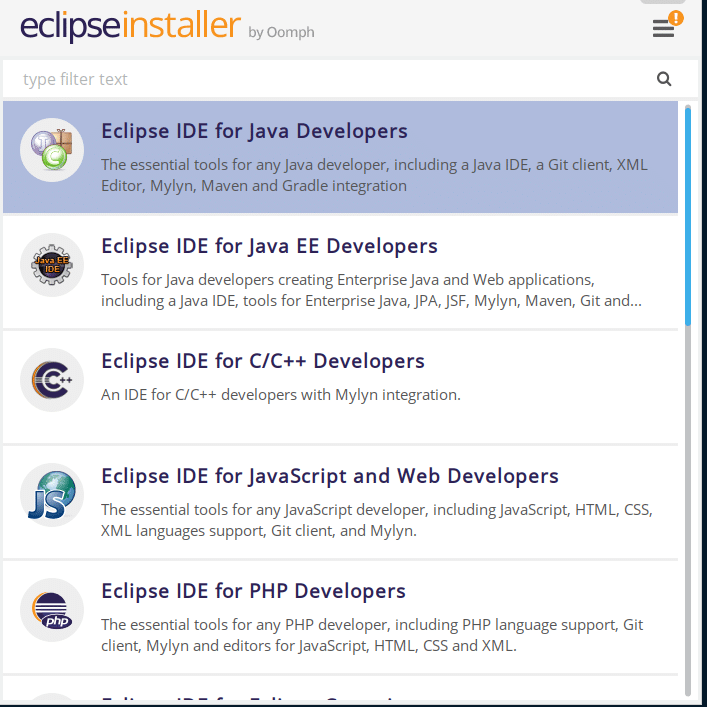 eclipseinstaller by Oomph
type filter text
Eclipse IDE for Java Developers
The essential tools for any Java developer, including a Java IDE, a Git client, XML
Editor, Mylyn, Maven and Gradle integration
Java EE
IDE
Eclipse IDE for Java EE Developers
Tools for Java developers creating Enterprise Java and Web applications,
including a Java IDE, tools for Enterprise Java, JPA, JSF, Mylyn, Maven, Git and...
C++
Eclipse IDE for C/C++ Developers
An IDE for C/C++ developers with Mylyn integration.
JS
Eclipse IDE for JavaScript and Web Developers
The essential tools for any JavaScript developer, including JavaScript, HTML, CSS,
XML languages support, Git client, and Mylyn.
php
Eclipse IDE for PHP Developers
The essential tools for any PHP developer, including PHP language support, Git
client, Mylyn and editors for JavaScript, HTML, CSS and XML.